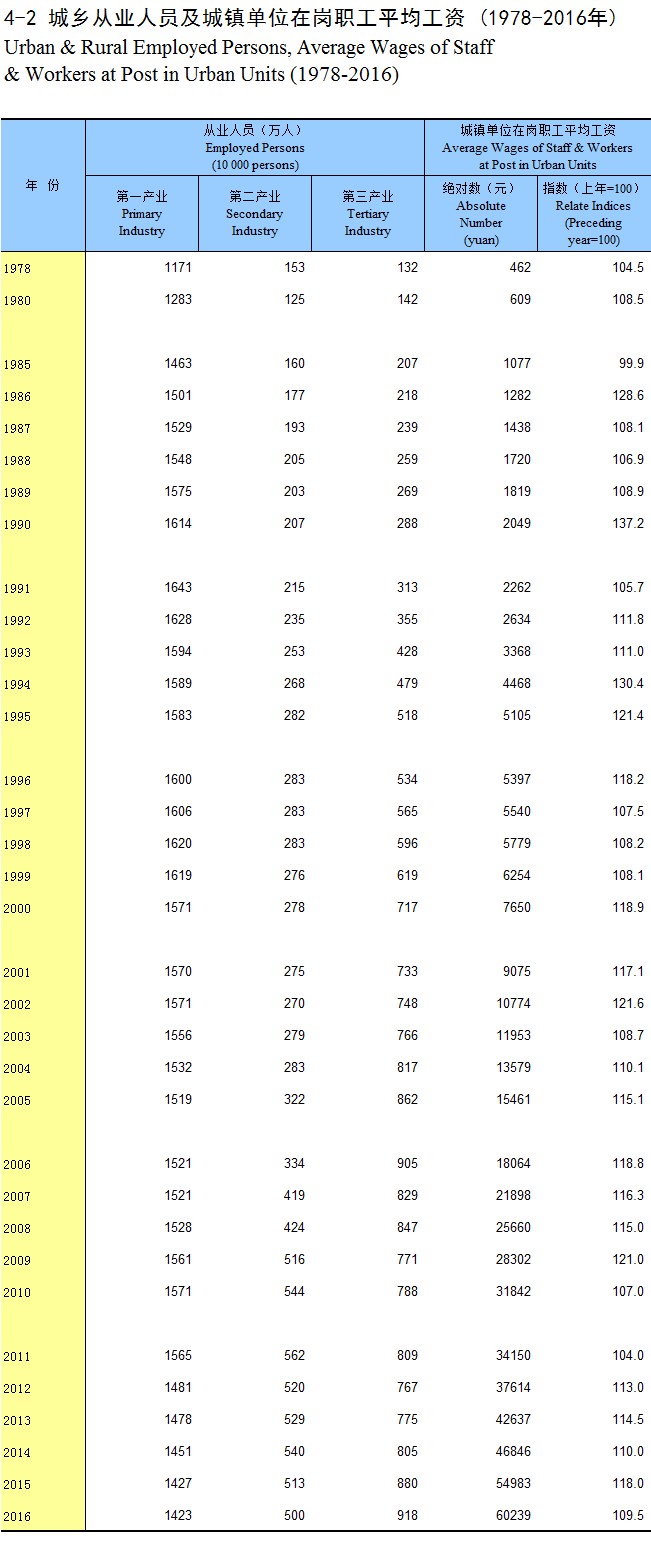 4-2 城乡从业人员及城镇单位在岗职工平均工资 (1978-2016年)
Urban & Rural Employed Persons, Average Wages of Staff
& Workers at Post in Urban Units (1978-2016)
年 份
从业人员（万人）
Employed Persons
(10 000 persons)
城镇单位在岗职工平均工资
Average Wages of Staff & Workers
at Post in Urban Units
第一产业
Primary
Industry
第二产业
Secondary
Industry
第三产业
Tertiary
Industry
绝对数（元）
Absolute
Number
(yuan)
指数（上年=100）
Relate Indices
(Preceding
year=100)
1978 1171 153 132 462 104.5
1980 1283 125 142 609 108.5
1985 1463 160 207 1077 99.9
1986 1501 177 218 1282 128.6
1987 1529 193 239 1438 108.1
1988 1548 205 259 1720 106.9
1989 1575 203 269 1819 108.9
1990 1614 207 288 2049 137.2
1991 1643 215 313 2262 105.7
1992 1628 235 355 2634 111.8
1993 1594 253 428 3368 111.0
1994 1589 268 479 4468 130.4
1995 1583 282 518 5105 121.4
1996 1600 283 534 5397 118.2
1997 1606 283 565 5540 107.5
1998 1620 283 596 5779 108.2
1999 1619 276 619 6254 108.1
2000 1571 278 717 7650 118.9
2001 1570 275 733 9075 117.1
2002 1571 270 748 10774 121.6
2003 1556 279 766 11953 108.7
2004 1532 283 817 13579 110.1
2005 1519 322 862 15461 115.1
2006 1521 334 905 18064 118.8
2007 1521 419 829 21898 116.3
2008 1528 424 847 25660 115.0
2009 1561 516 771 28302 121.0
2010 1571 544 788 31842 107.0
2011 1565 562 809 34150 104.0
2012 1481 520 767 37614 113.0
2013 1478 529 775 42637 114.5
2014 1451 540 805 46846 110.0
2015 1427 513 880 54983 118.0
2016 1423 500 918 60239 109.5